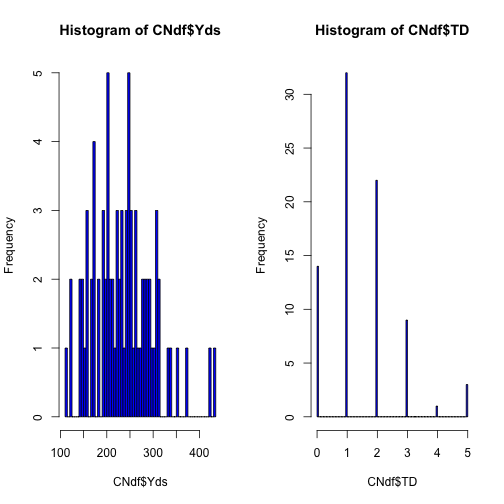 Histogram of CNdf$Yds
Frequency
0 1 2 3 4 5
100 200 300 400
CNdf$Yds
Histogram of CNdf$TD
Frequency
0 5 10 15 20 25 30
0 1 2 3 4 5
CNdf$TD